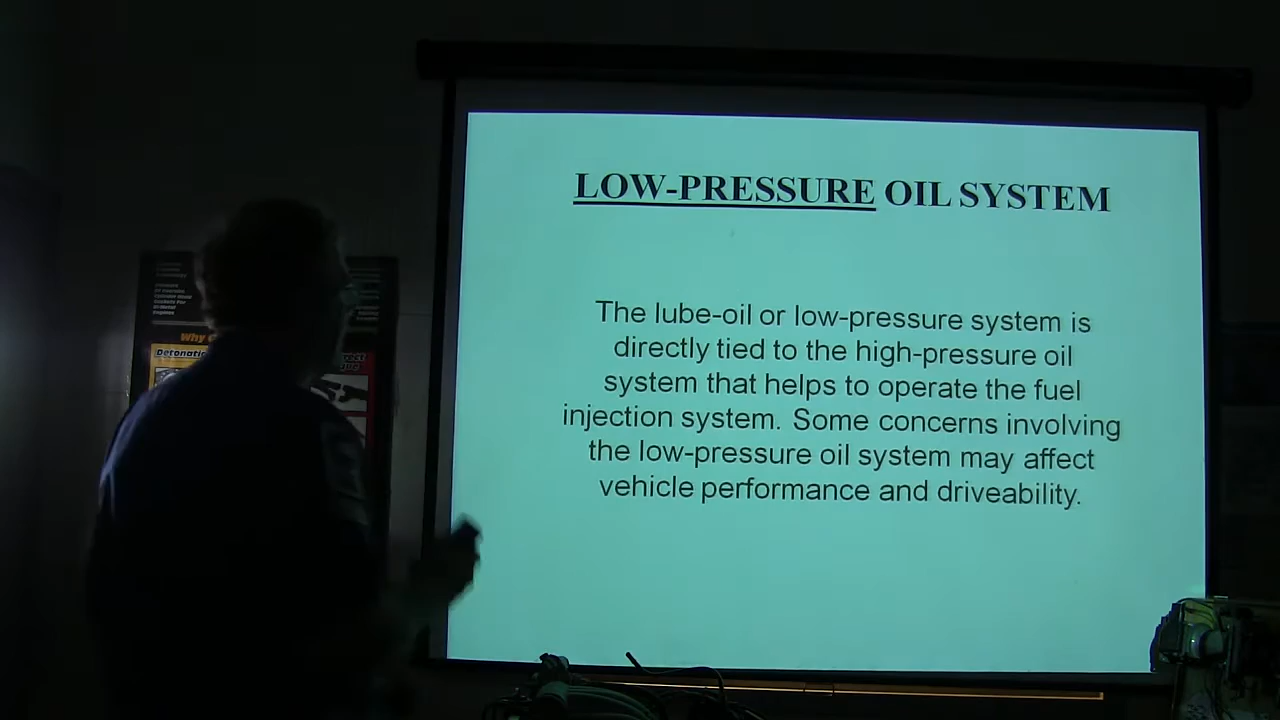 LOW-PRESSURE OIL SYSTEM
The lube-oil or low-pressure system is
directly tied to the high-pressure oil
system that helps to operate the fuel
injection system. Some concerns involving
the low-pressure oil system may affect
vehicle performance and driveability.
Why
Detonation